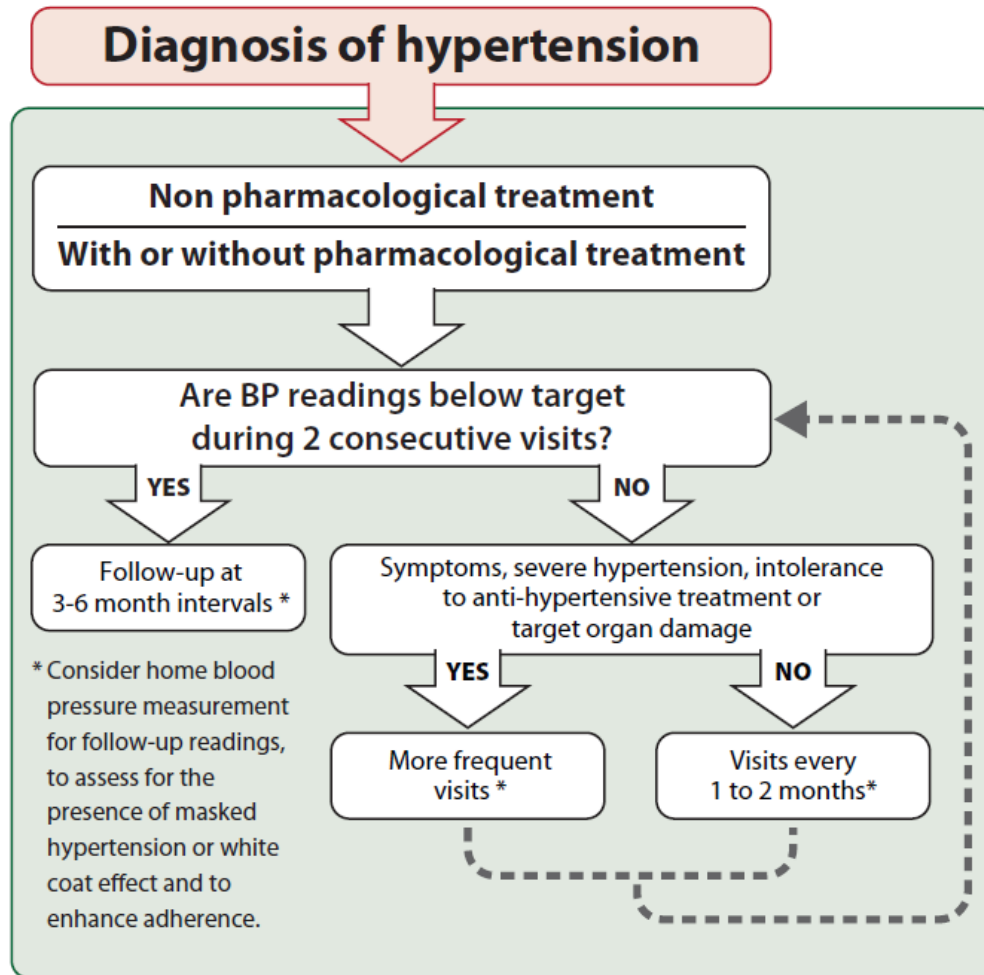 Diagnosis of hypertension
Non pharmacological treatment
With or without pharmacological treatment
Are BP readings below target
during 2 consecutive visits?
YES
NO
Follow-up at
3-6 month intervals *
Symptoms, severe hypertension, intolerance
to anti-hypertensive treatment or
target organ damage
YES
NO
More frequent
visits *
Visits every
1 to 2 months*
* Consider home blood
pressure measurement
for follow-up readings,
to assess for the
presence of masked
hypertension or white
coat effect and to
enhance adherence.